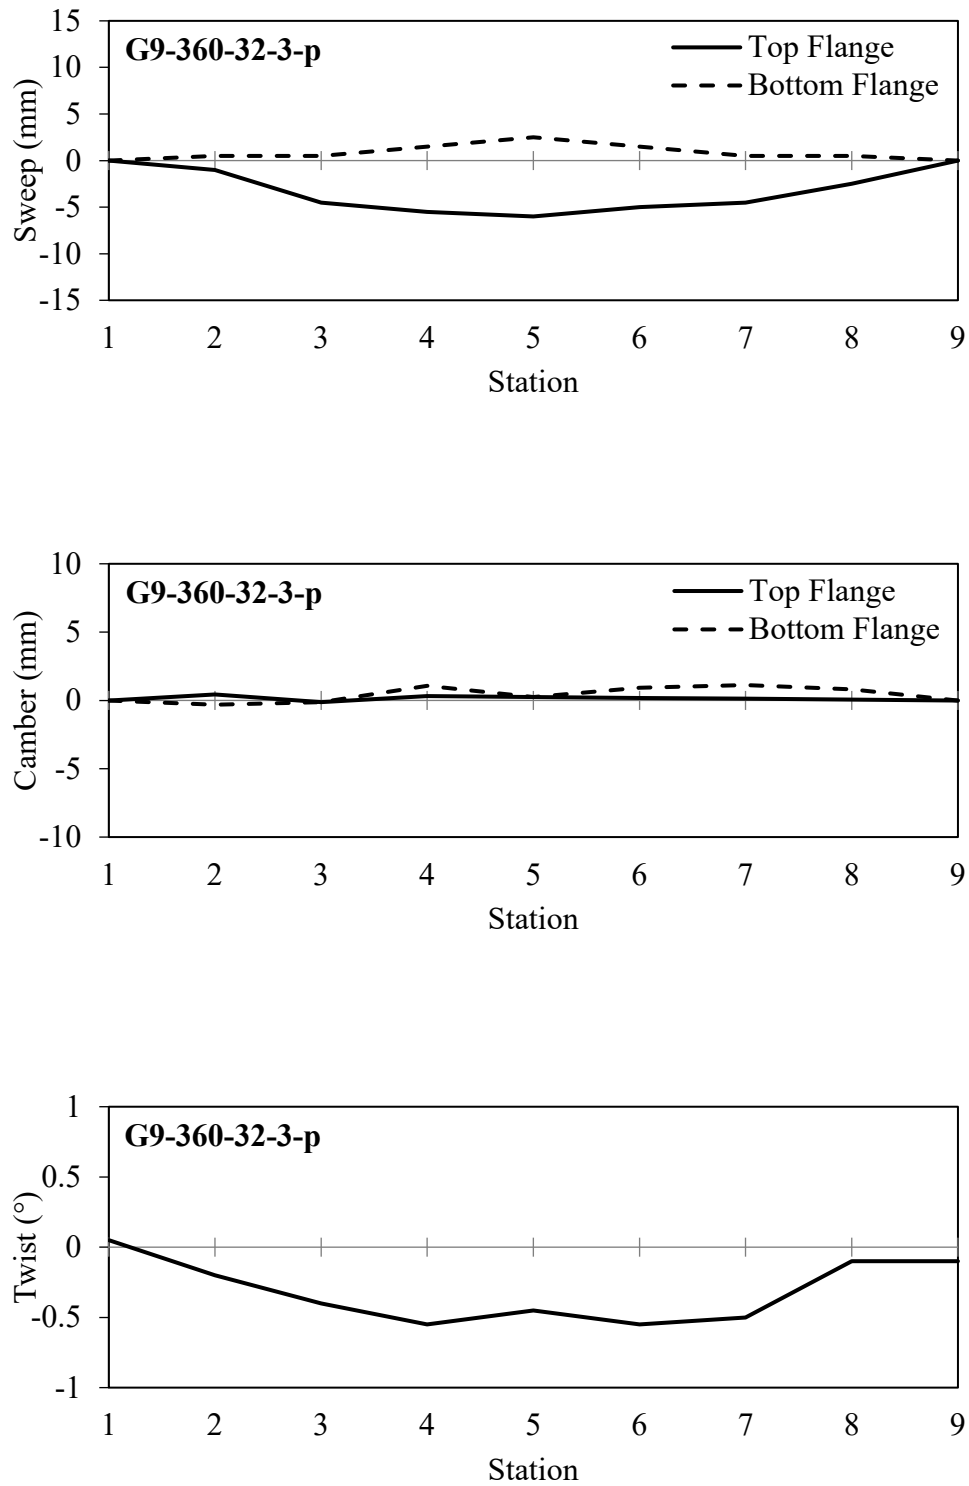 15
G9-360-32-3-p
Top Flange
10
Bottom Flange
5
0
-5
-10
-15
Sweep (mm)
1 2 3 4 5 6 7 8 9
Station
10
G9-360-32-3-p
Top Flange
Bottom Flange
5
0
-5
-10
Camber (mm)
1 2 3 4 5 6 7 8 9
Station
1
G9-360-32-3-p
0.5
0
-0.5
-1
Twist (°)
1 2 3 4 5 6 7 8 9
Station